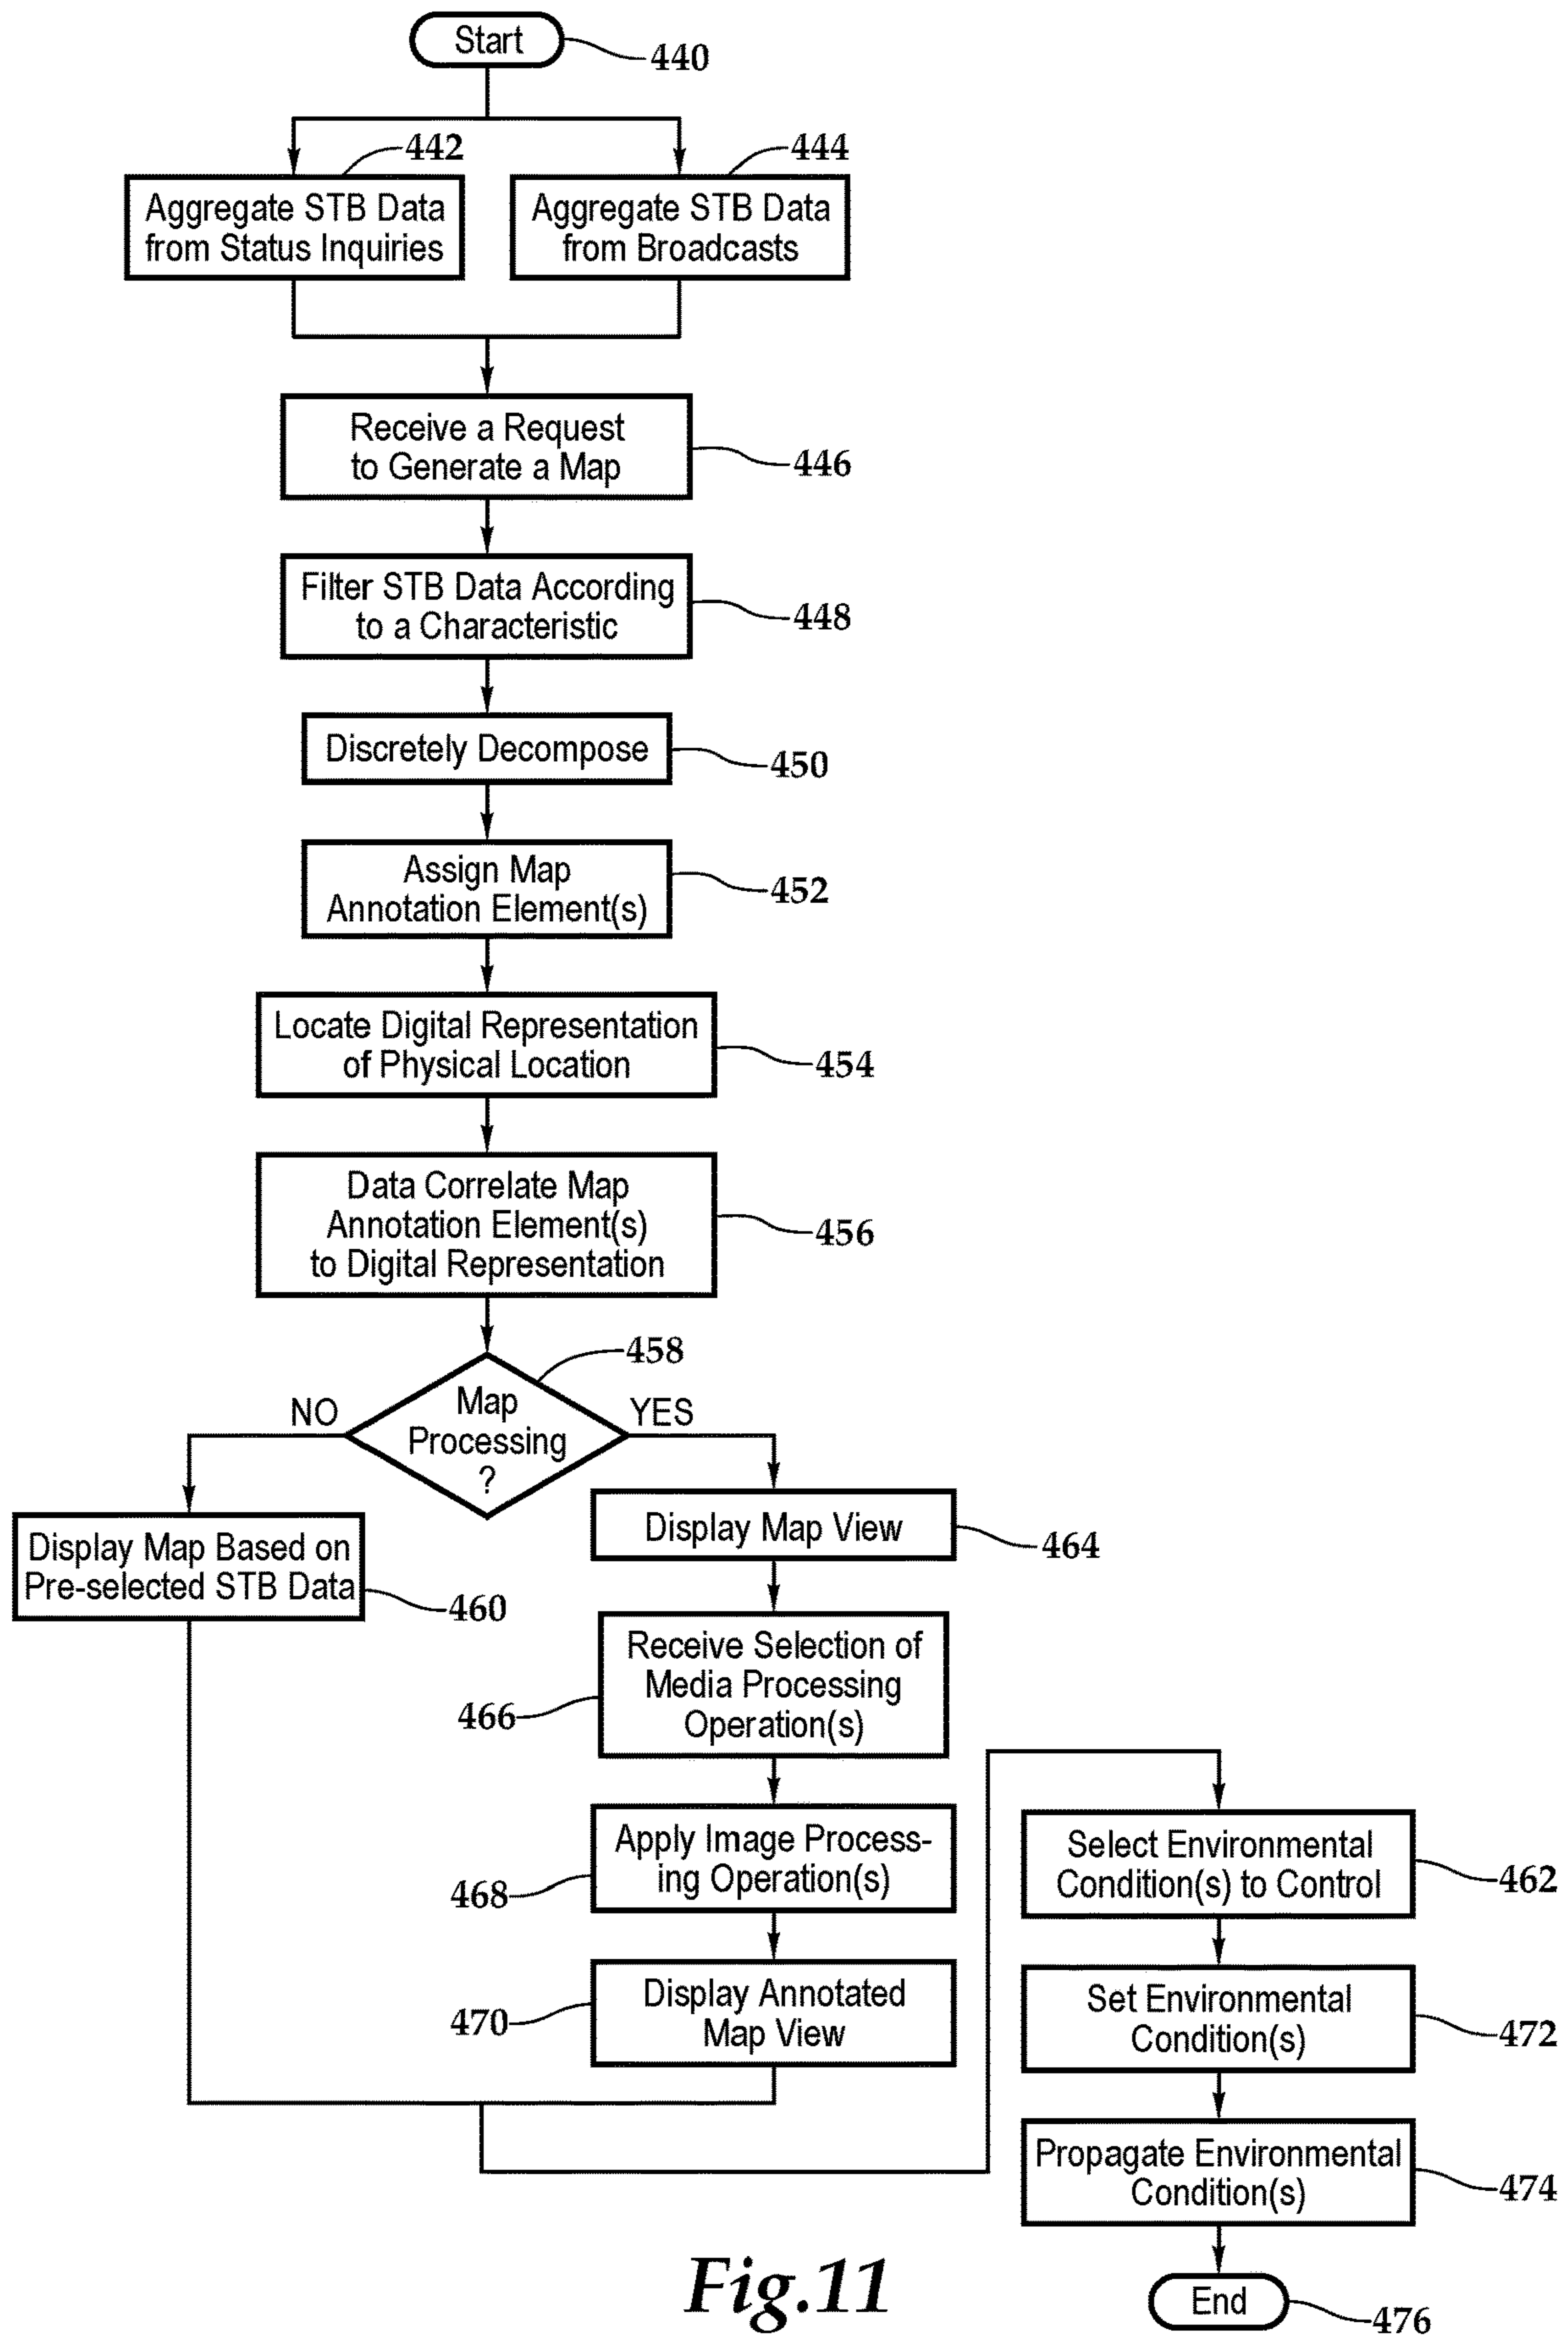 Start
440
442
444
Aggregate STB Data
from Status Inquiries
Aggregate STB Data
from Broadcasts
Receive a Request
to Generate a Map
446
Filter STB Data According
to a Characteristic
448
Discretely Decompose
450
Assign Map
Annotation Element(s)
452
Locate Digital Representation
of Physical Location
454
Data Correlate Map
Annotation Element(s)
to Digital Representation
456
458
NO
Map
Processing
?
YES
Display Map Based on
Pre-selected STB Data
460
Display Map View
464
Receive Selection of
Media Processing
Operation(s)
466
Apply Image Process-
ing Operation(s)
468
Display Annotated
Map View
470
Select Environmental
Condition(s) to Control
462
Set Environmental
Condition(s)
472
Propagate Environmental
Condition(s)
474
End
476
Fig.11